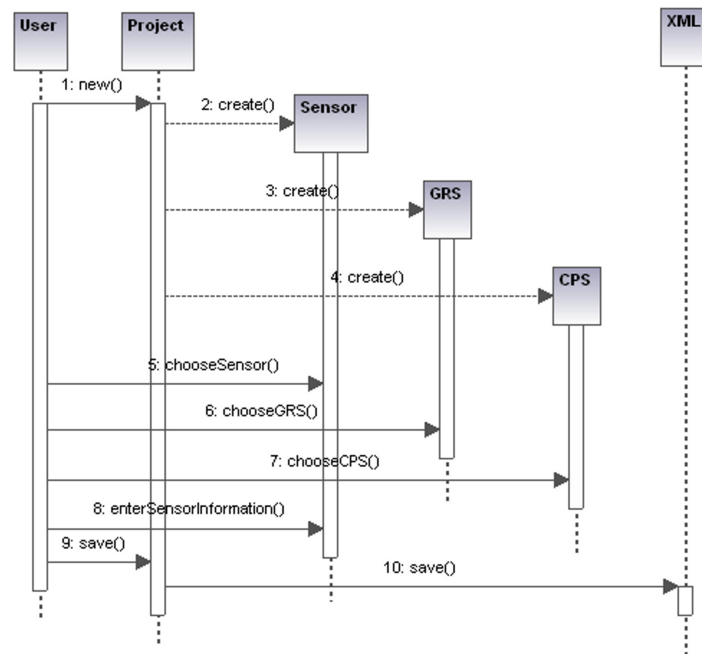 User
Project
XML
1: new()
2: create()
Sensor
3: create()
GRS
4: create()
CPS
5: chooseSensor()
6: chooseGRS()
7: chooseCPS()
8: enterSensorInformation()
9: save()
10: save()